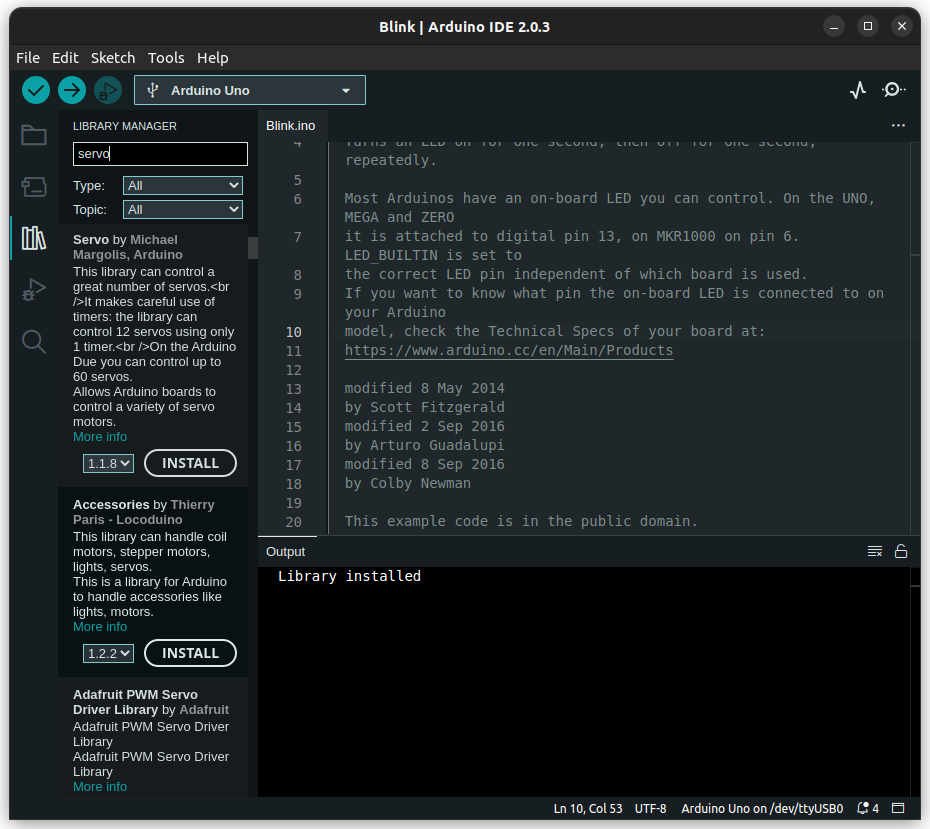 Blink | Arduino IDE 2.0.3
File Edit Sketch Tools Help
Arduino Uno
LIBRARY MANAGER
servo
Type: All
Topic: All
Servo by Michael
Margolis, Arduino
This library can control a
great number of servos.<br
/>It makes careful use of
timers: the library can
control 12 servos using only
1 timer.<br />On the Arduino
Due you can control up to
60 servos.
Allows Arduino boards to
control a variety of servo
motors.
More info
1.1.8 INSTALL
Accessories by Thierry
Paris - Locoduino
This library can handle coil
motors, stepper motors,
lights, servos.
This is a library for Arduino
to handle accessories like
lights, motors.
More info
1.2.2 INSTALL
Adafruit PWM Servo
Driver Library by Adafruit
Adafruit PWM Servo Driver
Library
Adafruit PWM Servo Driver
Library
More info
Blink.ino
4 Turns an LED on for one second, then off for one second,
repeatedly.
5
6 Most Arduinos have an on-board LED you can control. On the UNO,
MEGA and ZERO
7 it is attached to digital pin 13, on MKR1000 on pin 6.
LED_BUILTIN is set to
8 the correct LED pin independent of which board is used.
9 If you want to know what pin the on-board LED is connected to on
your Arduino
10 model, check the Technical Specs of your board at:
11 https://www.arduino.cc/en/Main/Products
12
13 modified 8 May 2014
14 by Scott Fitzgerald
15 modified 2 Sep 2016
16 by Arturo Guadalupi
17 modified 8 Sep 2016
18 by Colby Newman
19
20 This example code is in the public domain.
Output
Library installed
Ln 10, Col 53 UTF-8 Arduino Uno on /dev/ttyUSB0 4